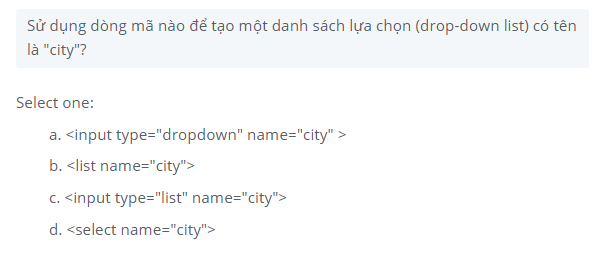 Sử dụng dòng mã nào để tạo một danh sách lựa chọn (drop-down list) có tên
là "city"?
Select one:
a. <input type="dropdown" name="city" >
b. <list name="city">
c. <input type="list" name="city">
d. <select name="city">